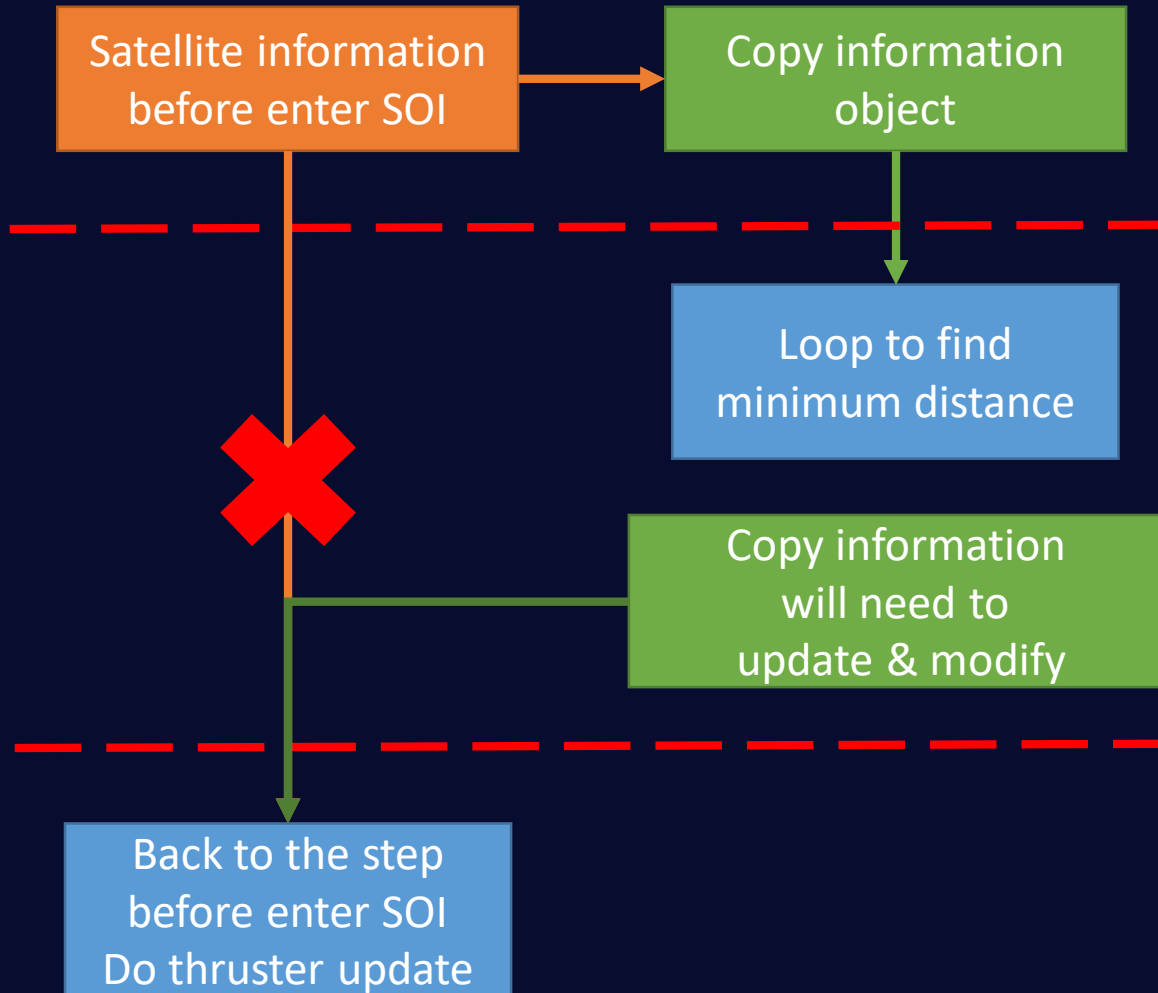 Satellite information
before enter SOI
Copy information
object
Loop to find
minimum distance
Copy information
will need to
update & modify
Back to the step
before enter SOI
Do thruster update